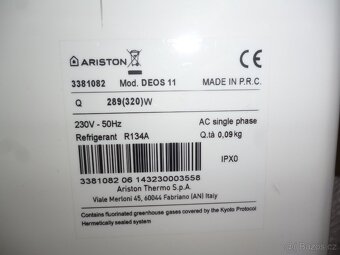 ARISTON CE
3381082 Mod. DEOS 11 MADE IN P.R.C.
Q 289(320)W
230V - 50Hz AC single phase
Refrigerant R134A Q.tà 0,09kg
IPX0
3381082 06 143230003558
Ariston Thermo S.p.A.
Viale Merloni 45, 60044 Fabriano (AN) Italy
Contains fluorinated greenhouse gases covered by the Kyoto Protocol
Hermetically sealed system